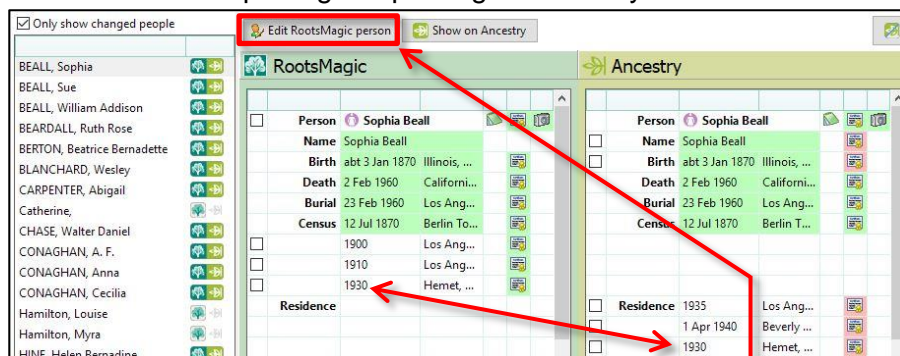 Only show changed people
Edit RootsMagic person Show on Ancestry
RootsMagic Ancestry
BEALL, Sophia
BEALL, Sue
BEALL, William Addison
BEARDALL, Ruth Rose
BERTON, Beatrice Bernadette
BLANCHARD, Wesley
CARPENTER, Abigail
Catherine,
CHASE, Walter Daniel
CONAGHAN, A. F.
CONAGHAN, Anna
CONAGHAN, Cecilia
Hamilton, Louise
Hamilton, Myra
HINE, Helen Bernadine
Person Sophia Beall
Name Sophia Beall
Birth abt 3 Jan 1870 Illinois, ...
Death 2 Feb 1960 Californi...
Burial 23 Feb 1960 Los Ang...
Census 12 Jul 1870 Berlin To...
1900 Los Ang...
1910 Los Ang...
1930 Hemet, ...
Residence
Person Sophia Beall
Name Sophia Beall
Birth abt 3 Jan 1870 Illinois, ...
Death 2 Feb 1960 Californi...
Burial 23 Feb 1960 Los Ang...
Census 12 Jul 1870 Berlin T...
Residence 1935 Los Ang...
1 Apr 1940 Beverly ...
1930 Hemet, ...